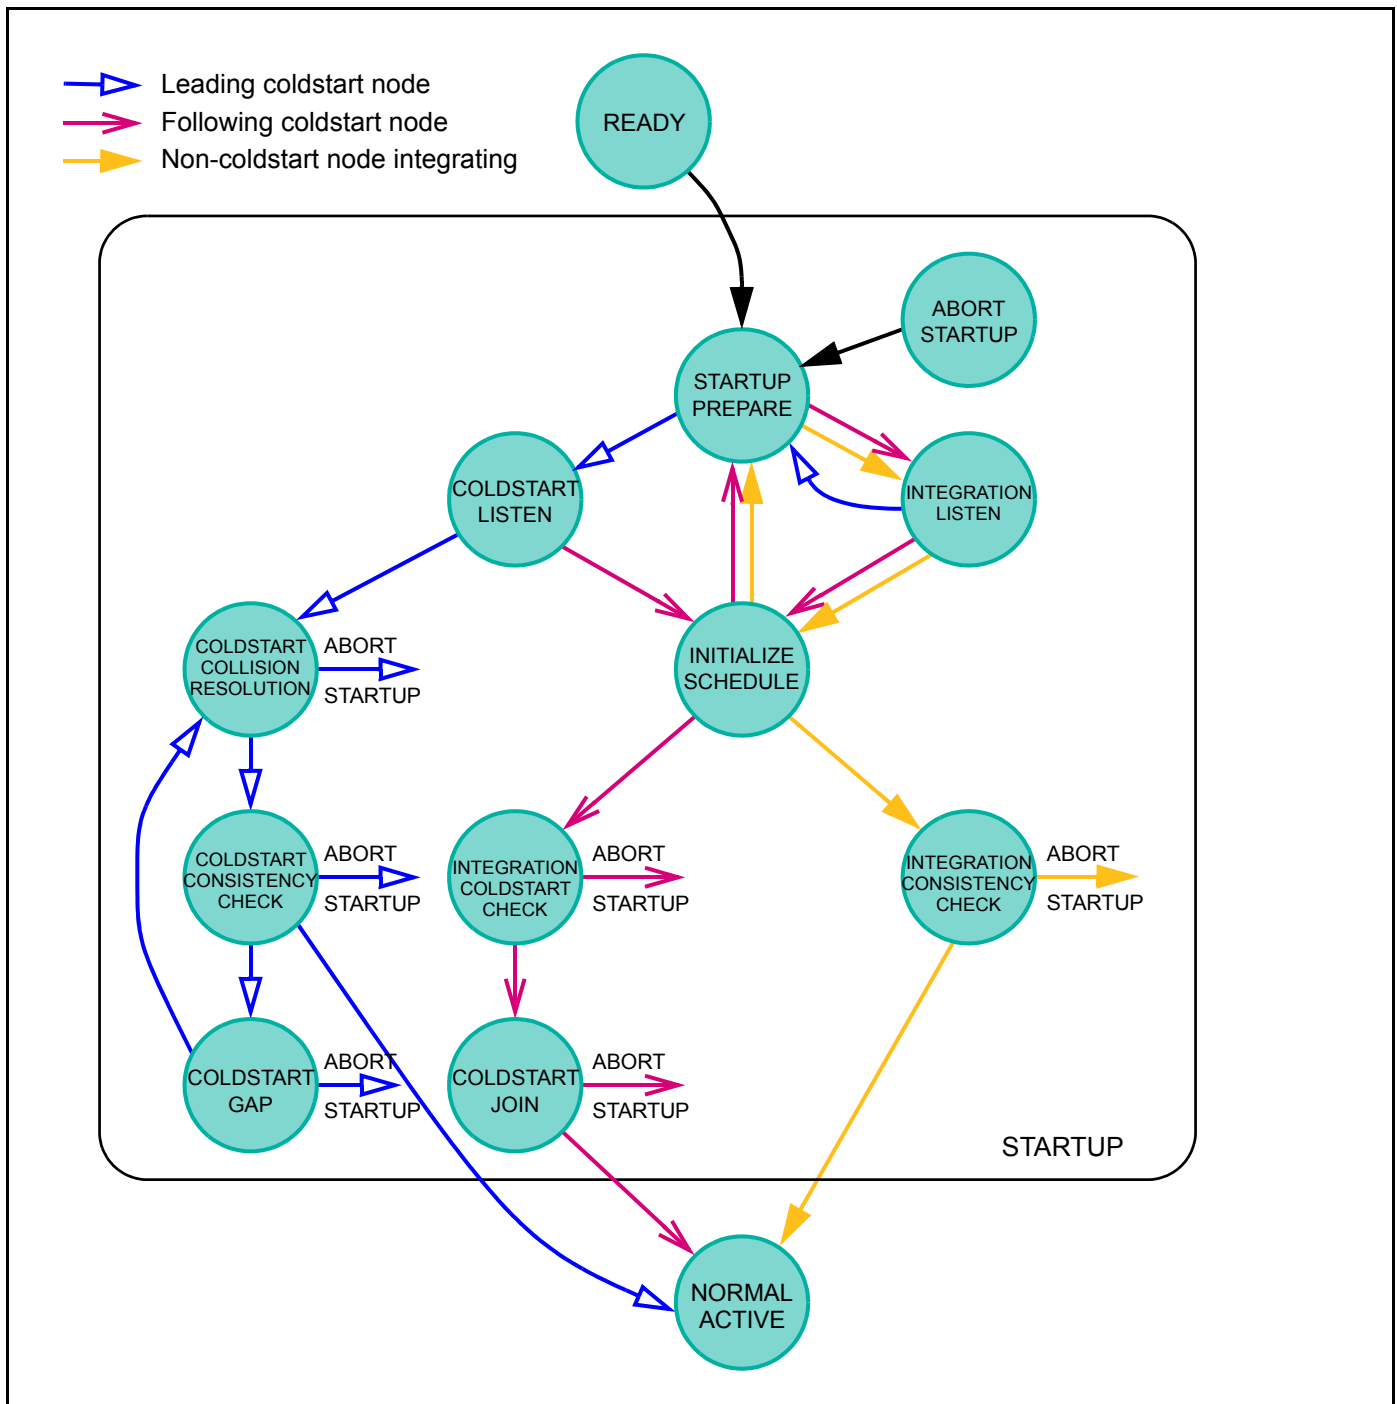 Leading coldstart node
Following coldstart node
Non-coldstart node integrating
READY
ABORT
STARTUP
STARTUP
PREPARE
COLDSTART
LISTEN
INTEGRATION
LISTEN
COLDSTART
COLLISION
RESOLUTION
ABORT
STARTUP
INITIALIZE
SCHEDULE
COLDSTART
CONSISTENCY
CHECK
ABORT
STARTUP
INTEGRATION
COLDSTART
CHECK
ABORT
STARTUP
INTEGRATION
CONSISTENCY
CHECK
ABORT
STARTUP
COLDSTART
GAP
ABORT
STARTUP
COLDSTART
JOIN
ABORT
STARTUP
STARTUP
NORMAL
ACTIVE